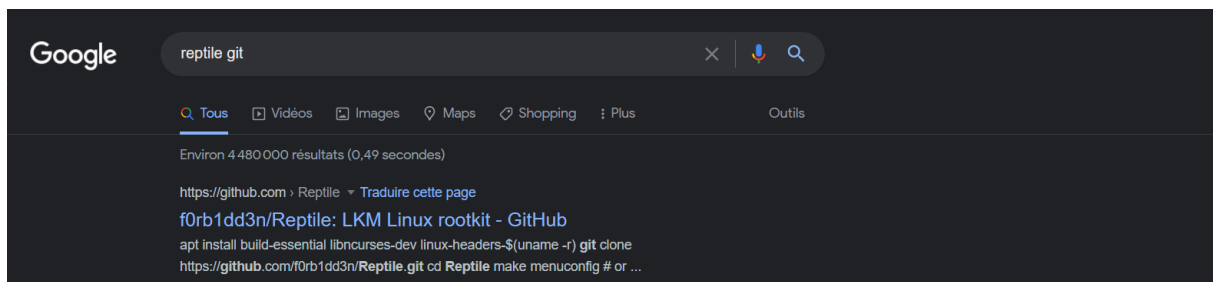 Google reptile git
Tous Vidéos Images Maps Shopping Plus Outils
Environ 4 480 000 résultats (0,49 secondes)
https://github.com › Reptile Traduire cette page
f0rb1dd3n/Reptile: LKM Linux rootkit - GitHub
apt install build-essential libncurses-dev linux-headers-$(uname -r) git clone
https://github.com/f0rb1dd3n/Reptile.git cd Reptile make menuconfig # or ...